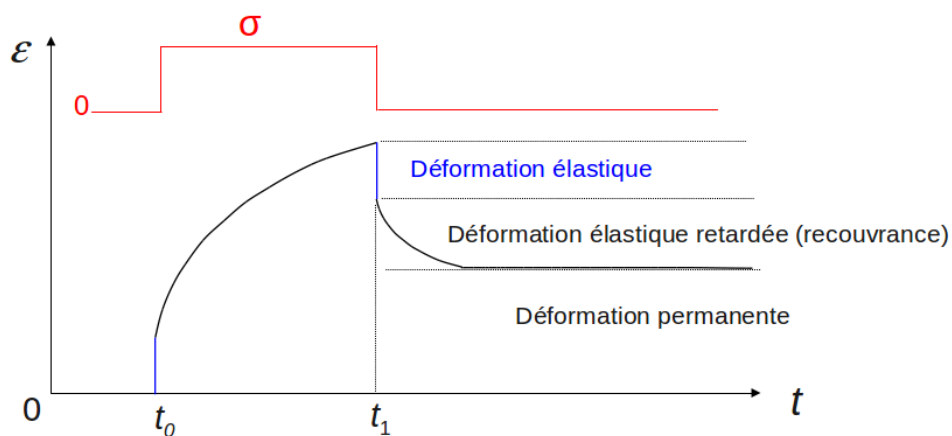 σ
ε
0
Déformation élastique
Déformation élastique retardée (recouvrance)
Déformation permanente
0
t₀
t₁
t